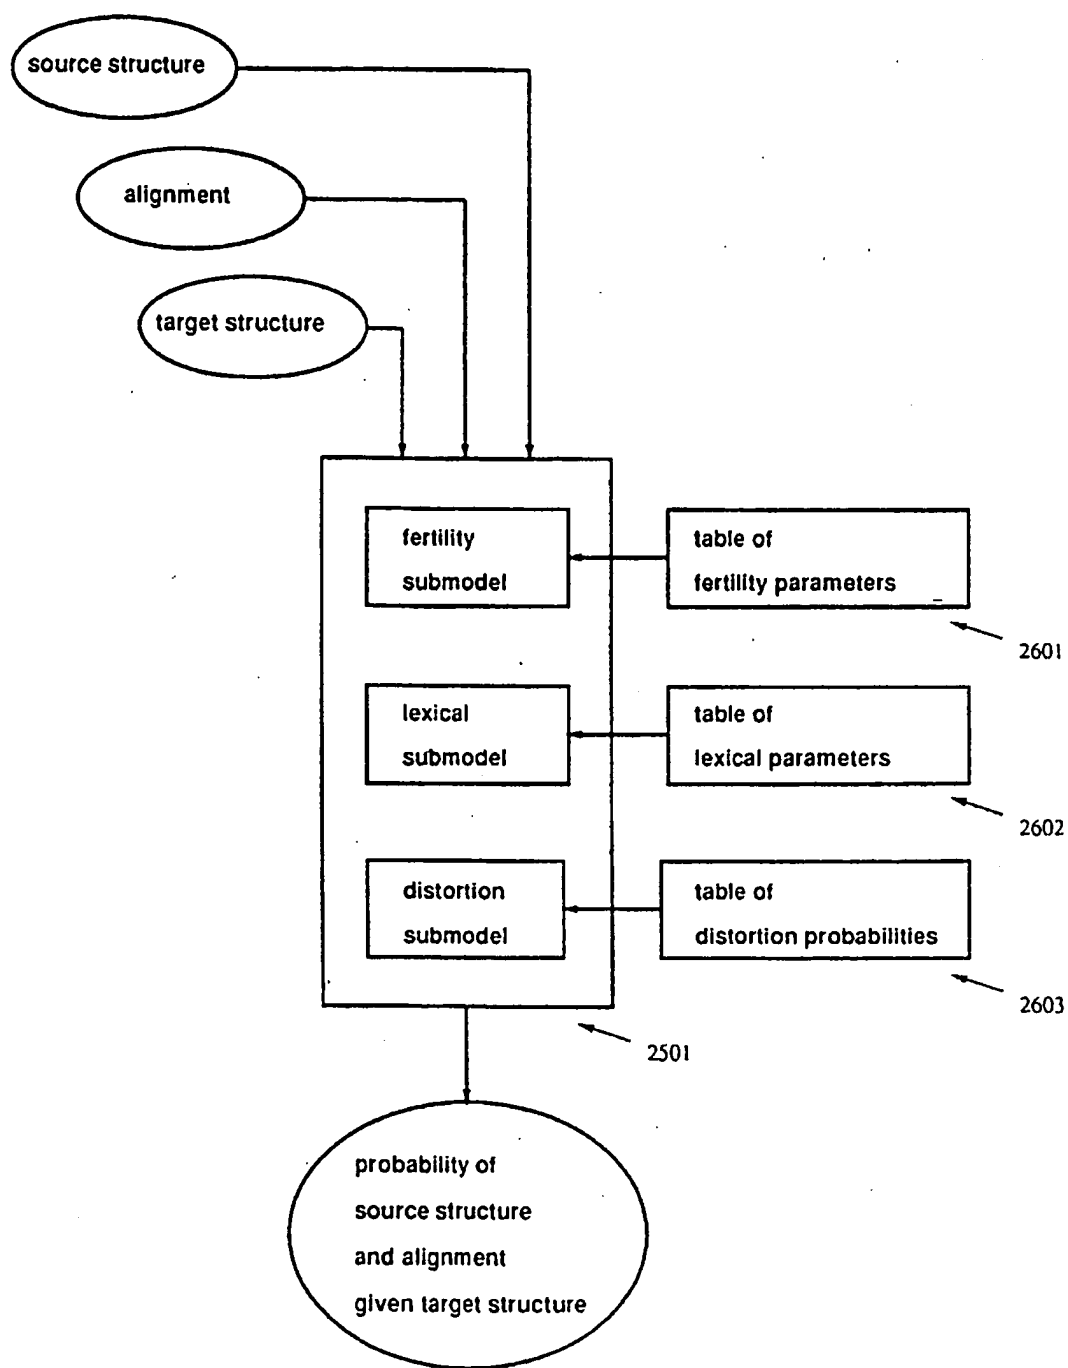 source structure
alignment
target structure
fertility
submodel
table of
fertility parameters
2601
lexical
submodel
table of
lexical parameters
2602
distortion
submodel
table of
distortion probabilities
2603
2501
probability of
source structure
and alignment
given target structure